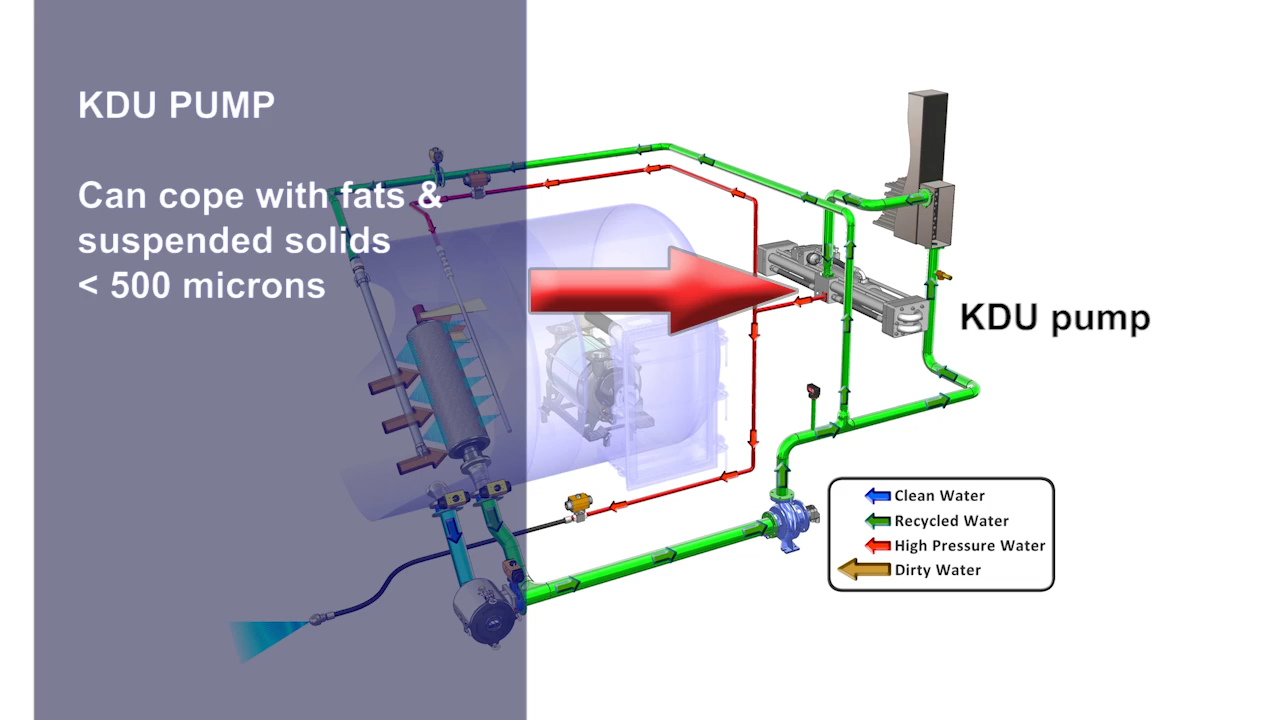 KDU PUMP
Can cope with fats &
suspended solids
< 500 microns
KDU pump
Clean Water
Recycled Water
High Pressure Water
Dirty Water